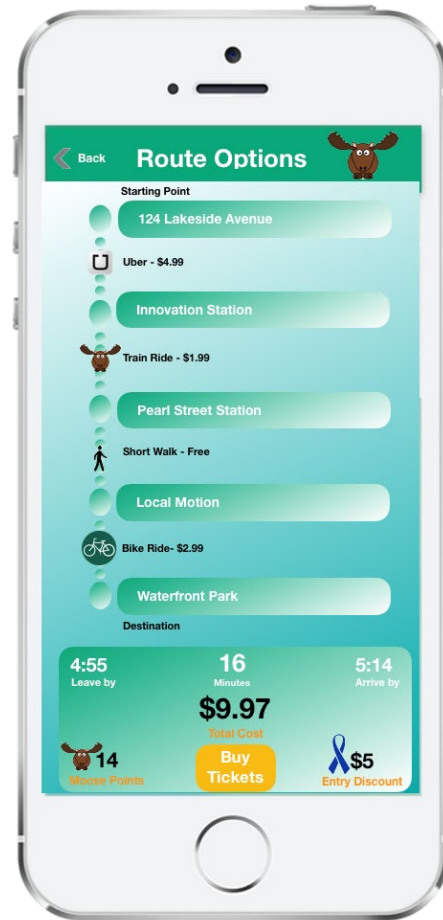 Back
Route Options
Starting Point
124 Lakeside Avenue
Uber - $4.99
Innovation Station
Train Ride - $1.99
Pearl Street Station
Short Walk - Free
Local Motion
Bike Ride- $2.99
Waterfront Park
Destination
4:55
Leave by
16
Minutes
5:14
Arrive by
$9.97
Total Cost
14
Moose Points
Buy
Tickets
$5
Entry Discount